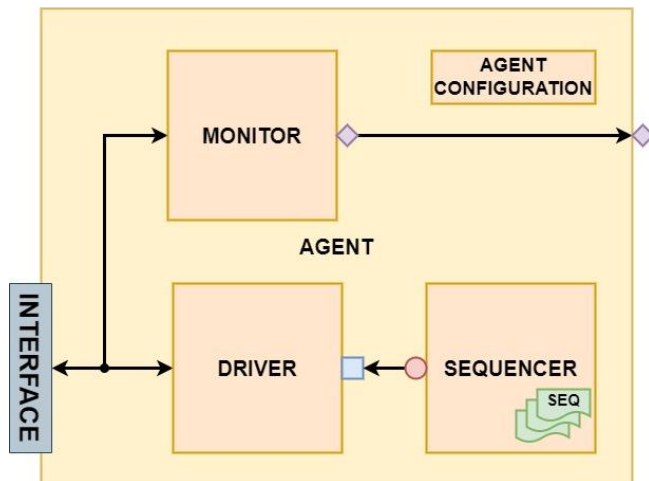 AGENT
CONFIGURATION
MONITOR
AGENT
INTERFACE
DRIVER
SEQUENCER
SEQ